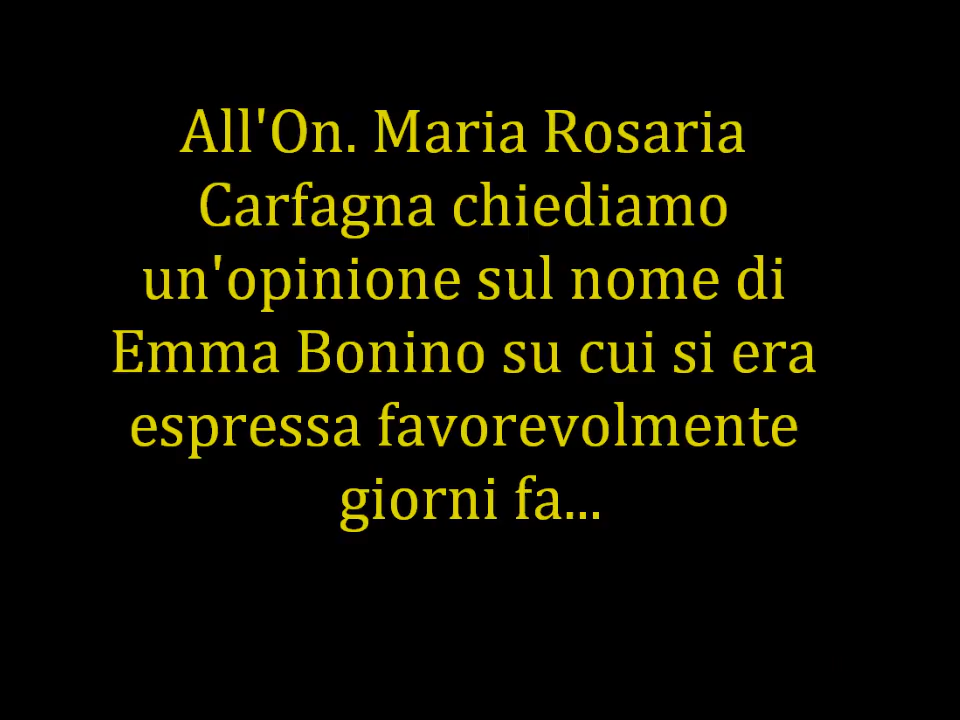 All'On. Maria Rosaria
Carfagna chiediamo
un'opinione sul nome di
Emma Bonino su cui si era
espressa favorevolmente
giorni fa...